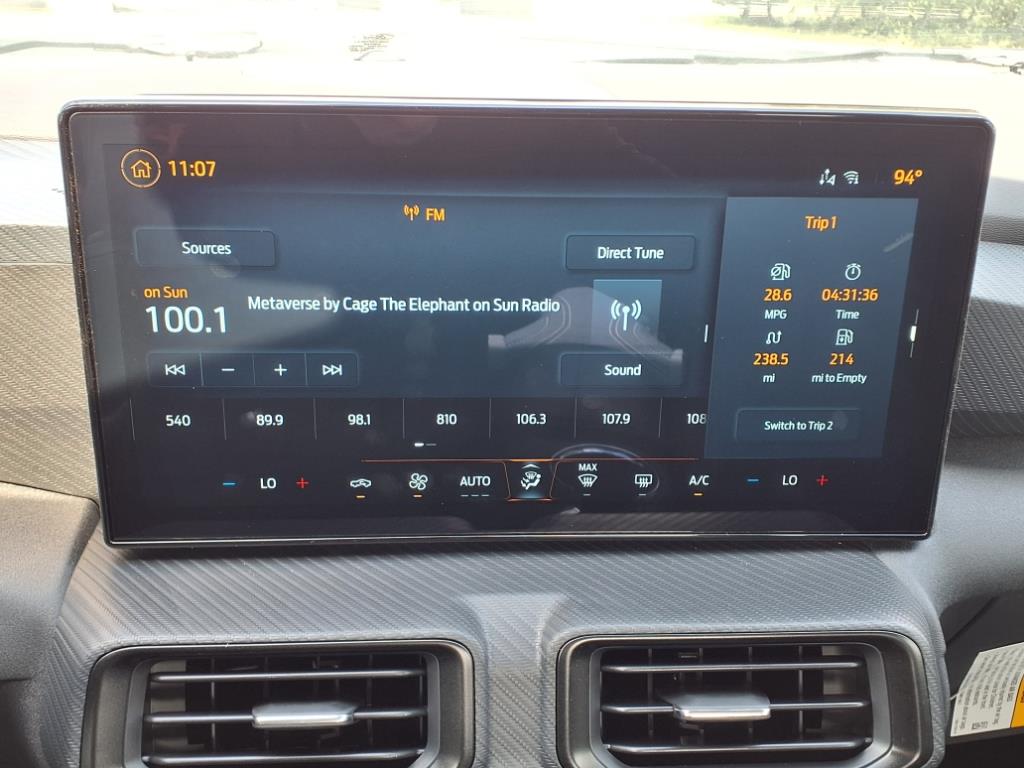 11:07
94°
FM
Sources
Direct Tune
on Sun
100.1
Metaverse by Cage The Elephant on Sun Radio
Sound
540 89.9 98.1 810 106.3 107.9 108
Trip 1
28.6 04:31:36
MPG Time
238.5 214
mi mi to Empty
Switch to Trip 2
− LO + AUTO MAX A/C − LO +